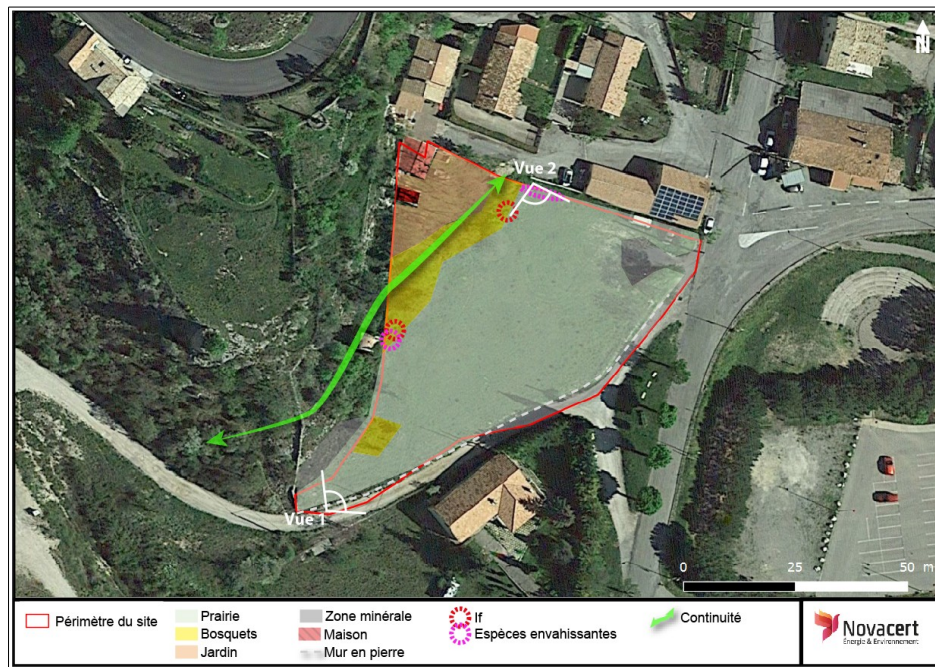 N
Vue 2
Vue 1
0 25 50 m
Périmètre du site
Prairie
Bosquets
Jardin
Zone minérale
Maison
Mur en pierre
If
Espèces envahissantes
Continuité
Novacert
Énergie & Environnement